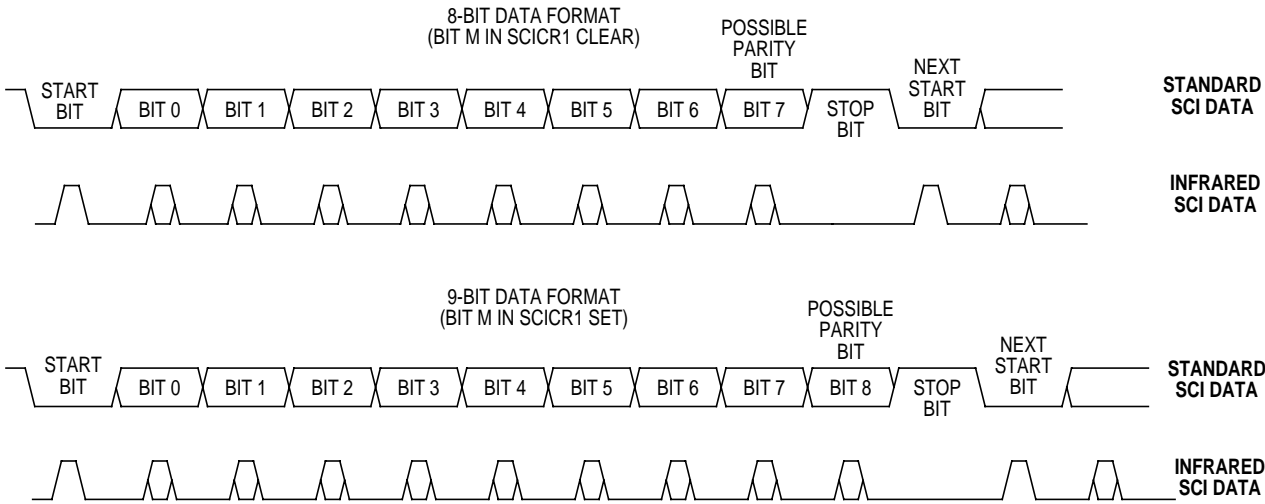 8-BIT DATA FORMAT
(BIT M IN SCICR1 CLEAR)
POSSIBLE
PARITY
BIT
START
BIT
BIT 0
BIT 1
BIT 2
BIT 3
BIT 4
BIT 5
BIT 6
BIT 7
STOP
BIT
NEXT
START
BIT
STANDARD
SCI DATA
INFRARED
SCI DATA
9-BIT DATA FORMAT
(BIT M IN SCICR1 SET)
POSSIBLE
PARITY
BIT
START
BIT
BIT 0
BIT 1
BIT 2
BIT 3
BIT 4
BIT 5
BIT 6
BIT 7
BIT 8
STOP
BIT
NEXT
START
BIT
STANDARD
SCI DATA
INFRARED
SCI DATA